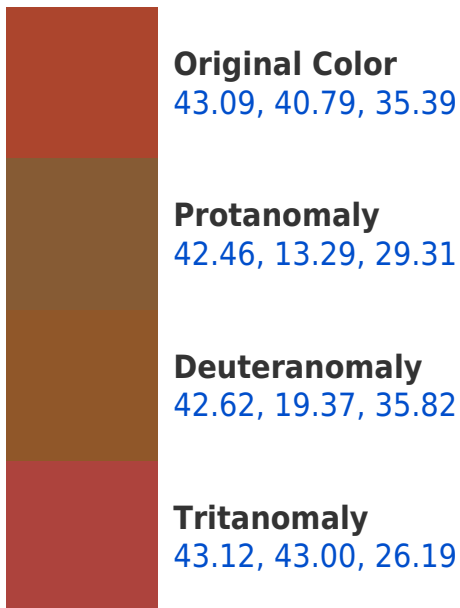 Original Color
43.09, 40.79, 35.39
Protanomaly
42.46, 13.29, 29.31
Deuteranomaly
42.62, 19.37, 35.82
Tritanomaly
43.12, 43.00, 26.19